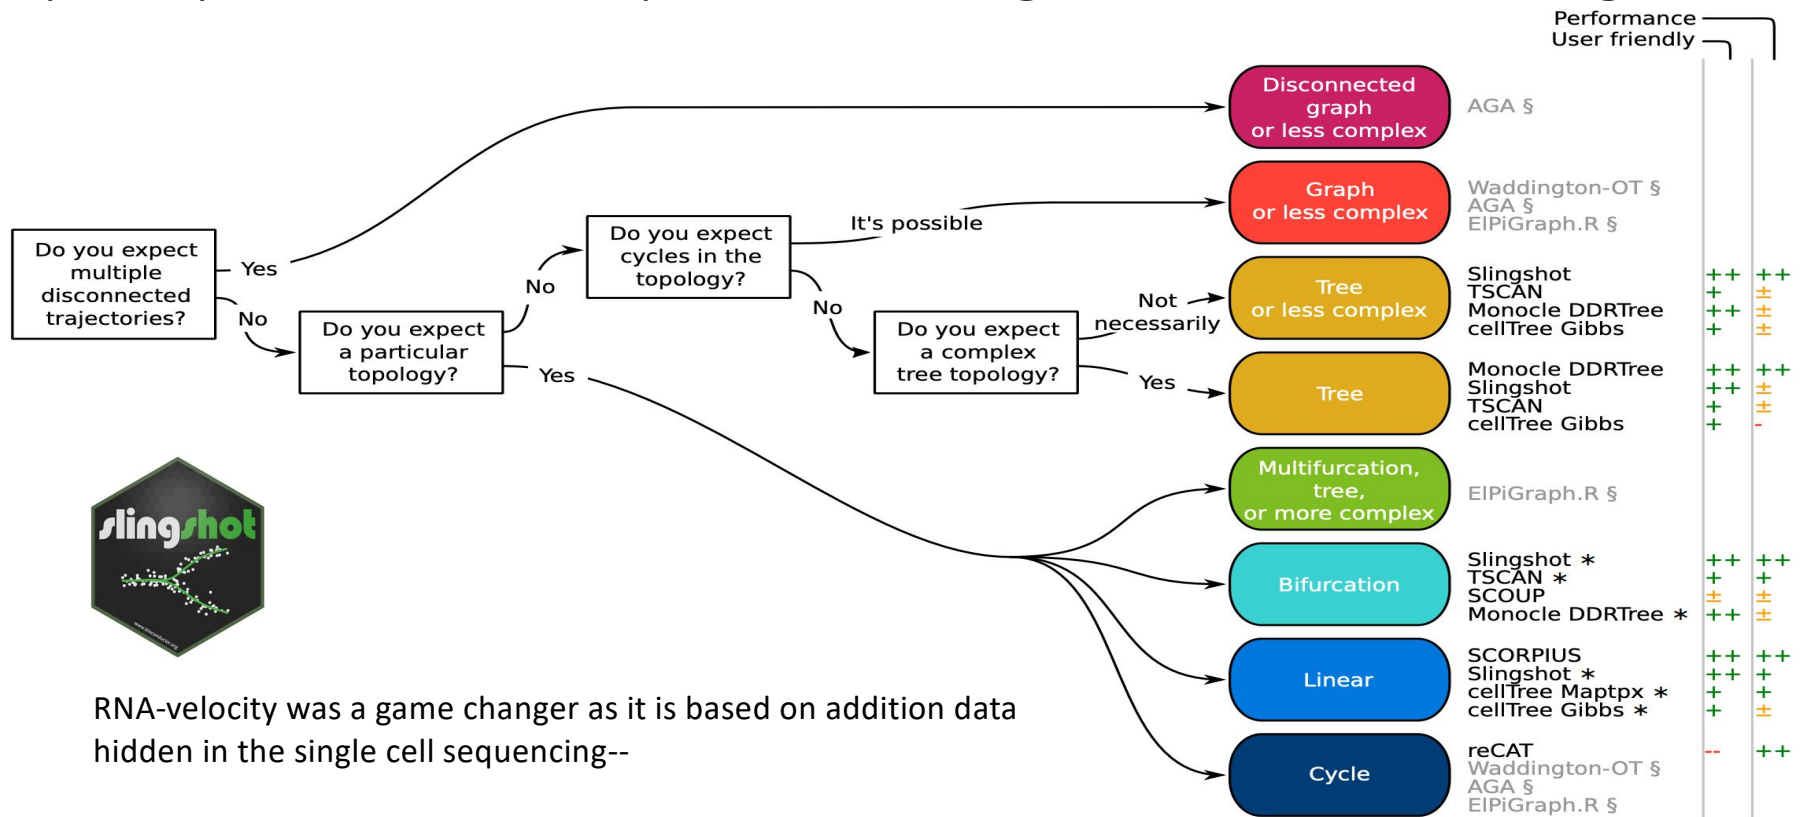 Performance
User friendly
Disconnected
graph
or less complex
AGA §
Graph
or less complex
Waddington-OT §
AGA §
ElPiGraph.R §
It's possible
Do you expect
multiple
disconnected
trajectories?
Yes
No
Do you expect
a particular
topology?
No
Yes
Do you expect
cycles in the
topology?
No
Do you expect
a complex
tree topology?
Not
necessarily
Yes
Tree
or less complex
Slingshot ++ ++
TSCAN + ±
Monocle DDRTree ++ ±
cellTree Gibbs + ±
Tree
Monocle DDRTree ++ ++
Slingshot ++ ±
TSCAN + ±
cellTree Gibbs + -
Multifurcation,
tree,
or more complex
ElPiGraph.R §
Bifurcation
Slingshot * ++ ++
TSCAN * + +
SCOUP ± ±
Monocle DDRTree * ++ ±
Linear
SCORPIUS ++ ++
Slingshot * ++ +
cellTree Maptpx * + +
cellTree Gibbs * + ±
Cycle
reCAT -- ++
Waddington-OT §
AGA §
ElPiGraph.R §
slingshot
www.bioconductor.org
RNA-velocity was a game changer as it is based on addition data
hidden in the single cell sequencing--